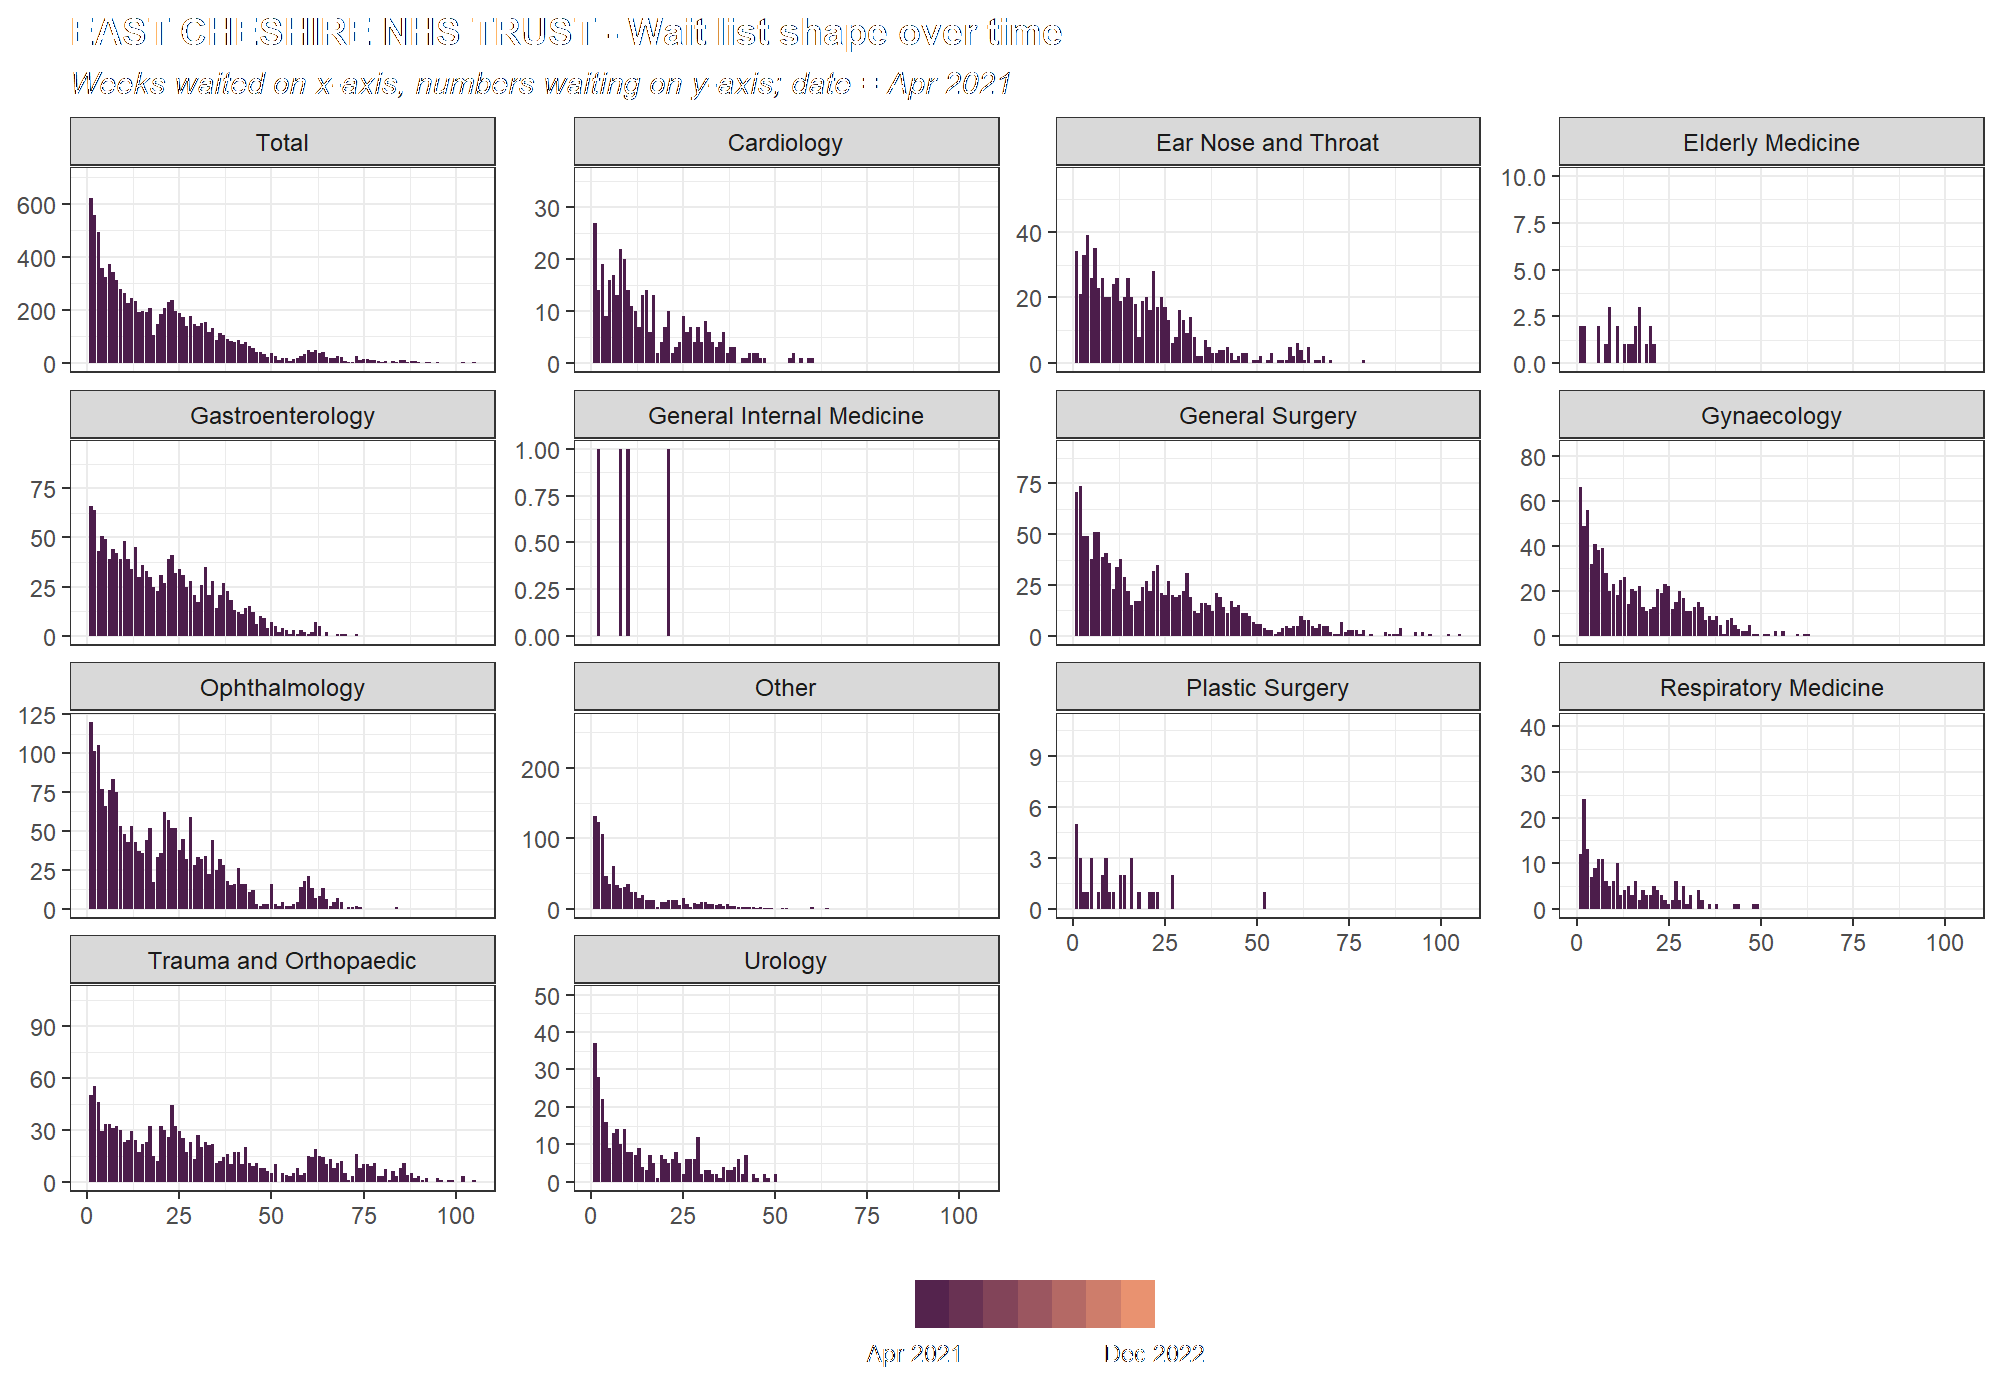 EAST CHESHIRE NHS TRUST - Wait list shape over time
Weeks waited on x-axis, numbers waiting on y-axis; date = Apr 2021
Total
Cardiology
Ear Nose and Throat
Elderly Medicine
600
400
200
0
30
20
10
0
40
20
0
10.0
7.5
5.0
2.5
0.0
Gastroenterology
General Internal Medicine
General Surgery
Gynaecology
75
50
25
0
1.00
0.75
0.50
0.25
0.00
75
50
25
0
80
60
40
20
0
Ophthalmology
Other
Plastic Surgery
Respiratory Medicine
125
100
75
50
25
0
200
100
0
9
6
3
0
40
30
20
10
0
0 25 50 75 100
0 25 50 75 100
Trauma and Orthopaedic
Urology
90
60
30
0
50
40
30
20
10
0
0 25 50 75 100
0 25 50 75 100
Apr 2021
Dec 2022